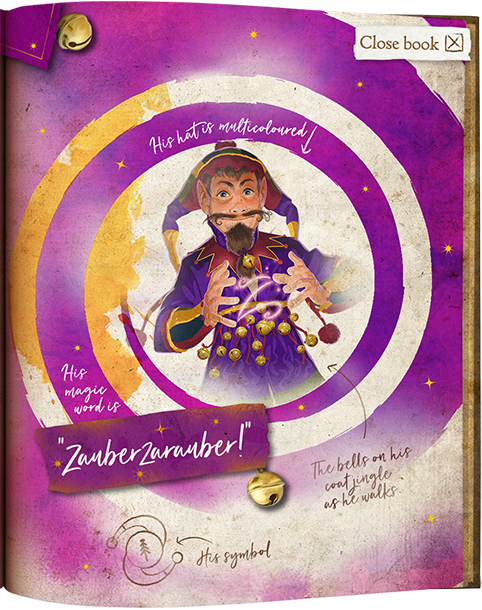 Close book
His hat is multicoloured
His
magic
word is
"Zauberzarauber!"
The bells on his
coat jingle
as he walks.
His symbol